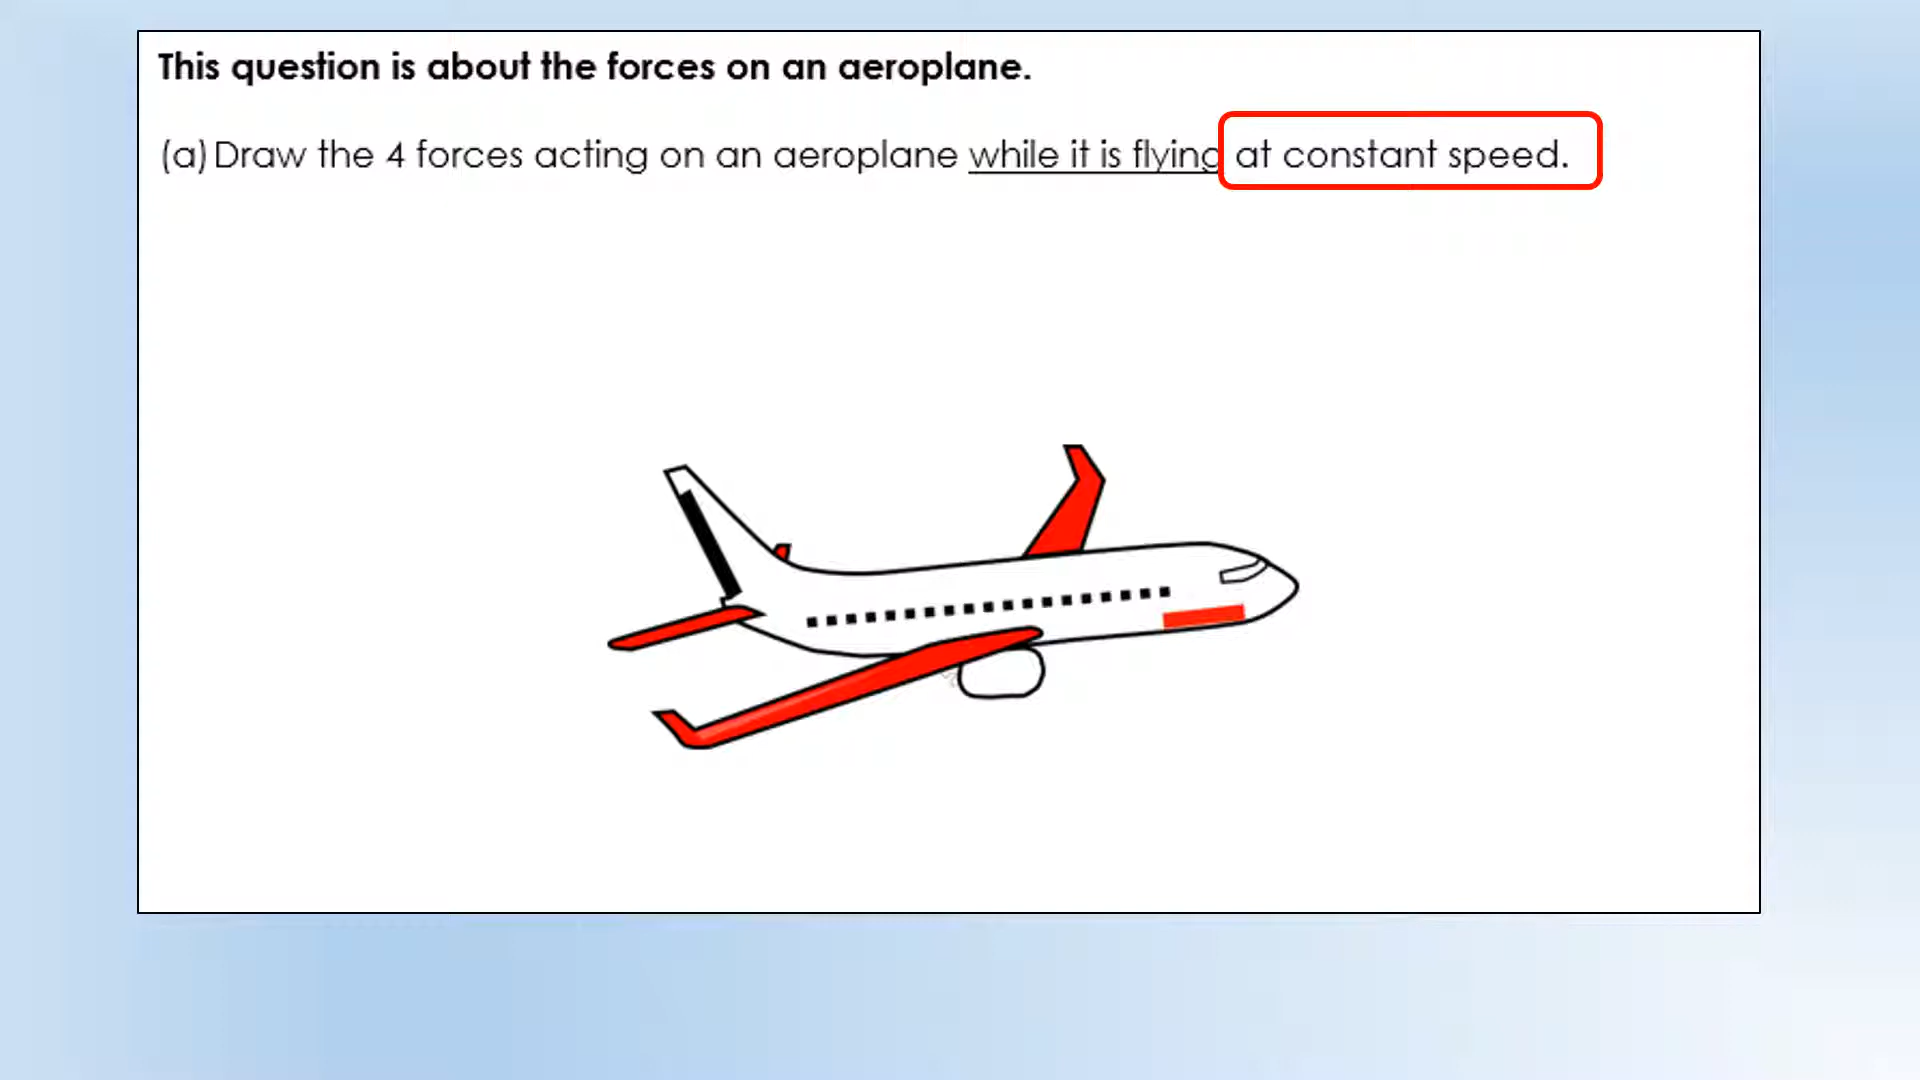 This question is about the forces on an aeroplane.
(a) Draw the 4 forces acting on an aeroplane while it is flying at constant speed.